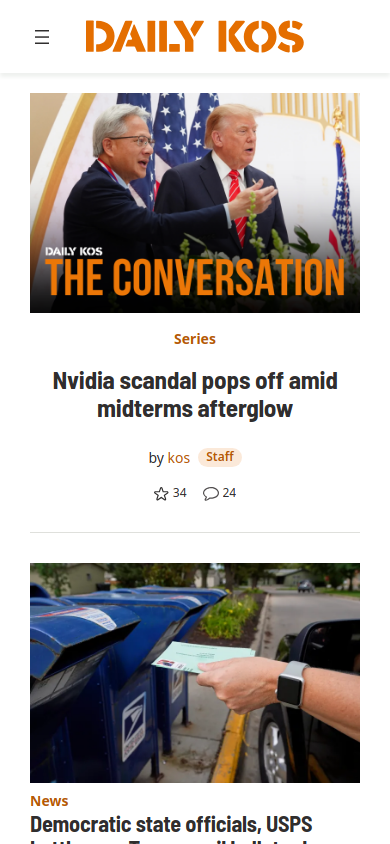 DAILY KOS
DAILY KOS
THE CONVERSATION
Series
Nvidia scandal pops off amid
midterms afterglow
by kos Staff
34 24
News
Democratic state officials, USPS